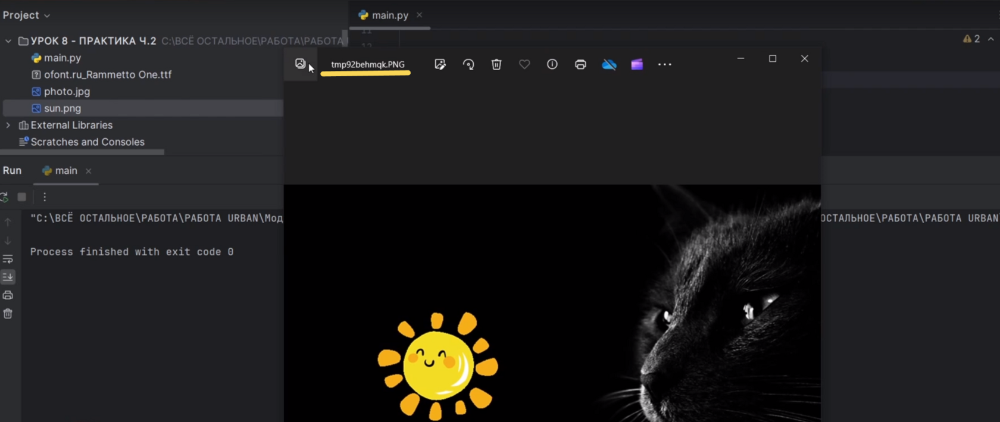 Project
main.py
УРОК 8 - ПРАКТИКА Ч.2 C:\ВСЁ ОСТАЛЬНОЕ\РАБОТА\РАБОТА
2
main.py
tmp92behmqk.PNG
ofont.ru_Rammetto One.ttf
photo.jpg
sun.png
External Libraries
Scratches and Consoles
Run
main
"C:\ВСЁ ОСТАЛЬНОЕ\РАБОТА\РАБОТА URBAN\Мод
ОСТАЛЬНОЕ\РАБОТА\РАБОТА URBAN
Process finished with exit code 0